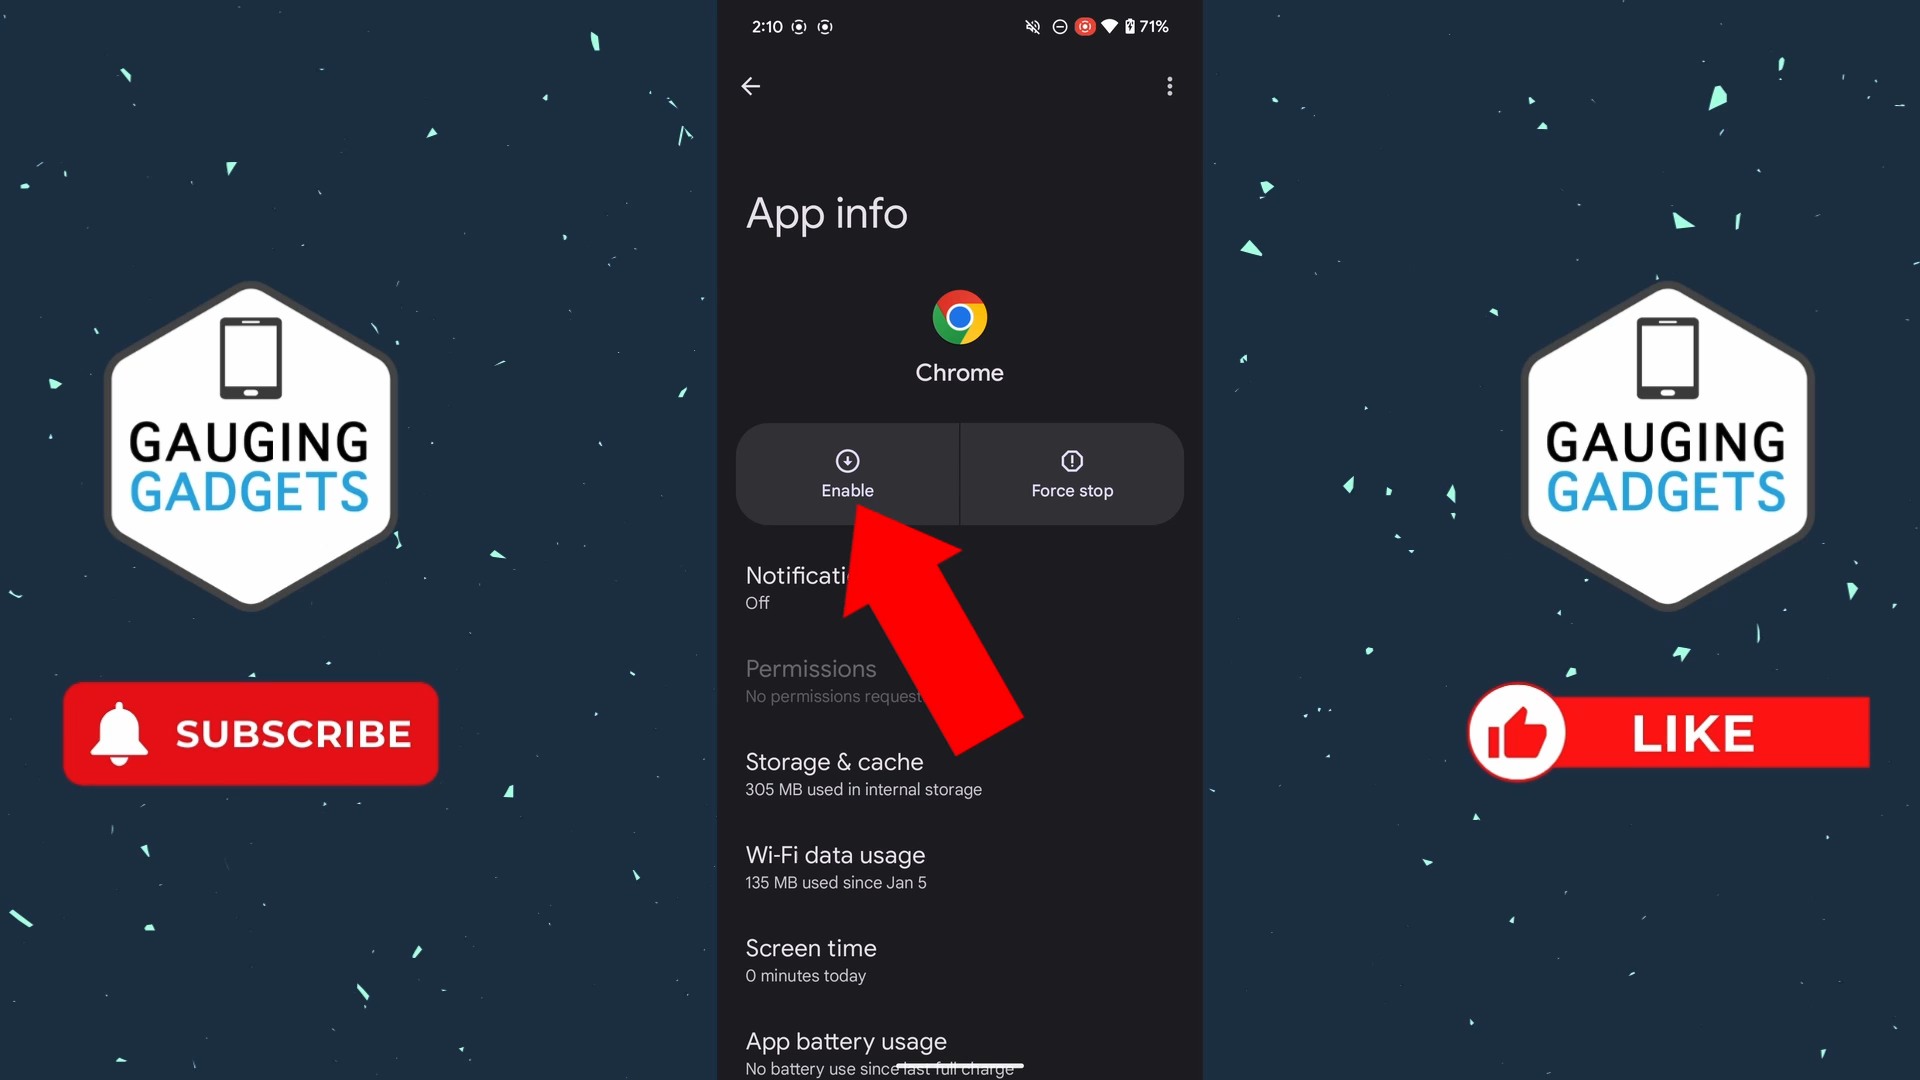 2:10
71%
App info
Chrome
Enable
Force stop
Notificati
Off
Permissions
No permissions request
Storage & cache
305 MB used in internal storage
Wi-Fi data usage
135 MB used since Jan 5
Screen time
0 minutes today
App battery usage
No battery use since last full charge
GAUGING
GADGETS
SUBSCRIBE
GAUGING
GADGETS
LIKE